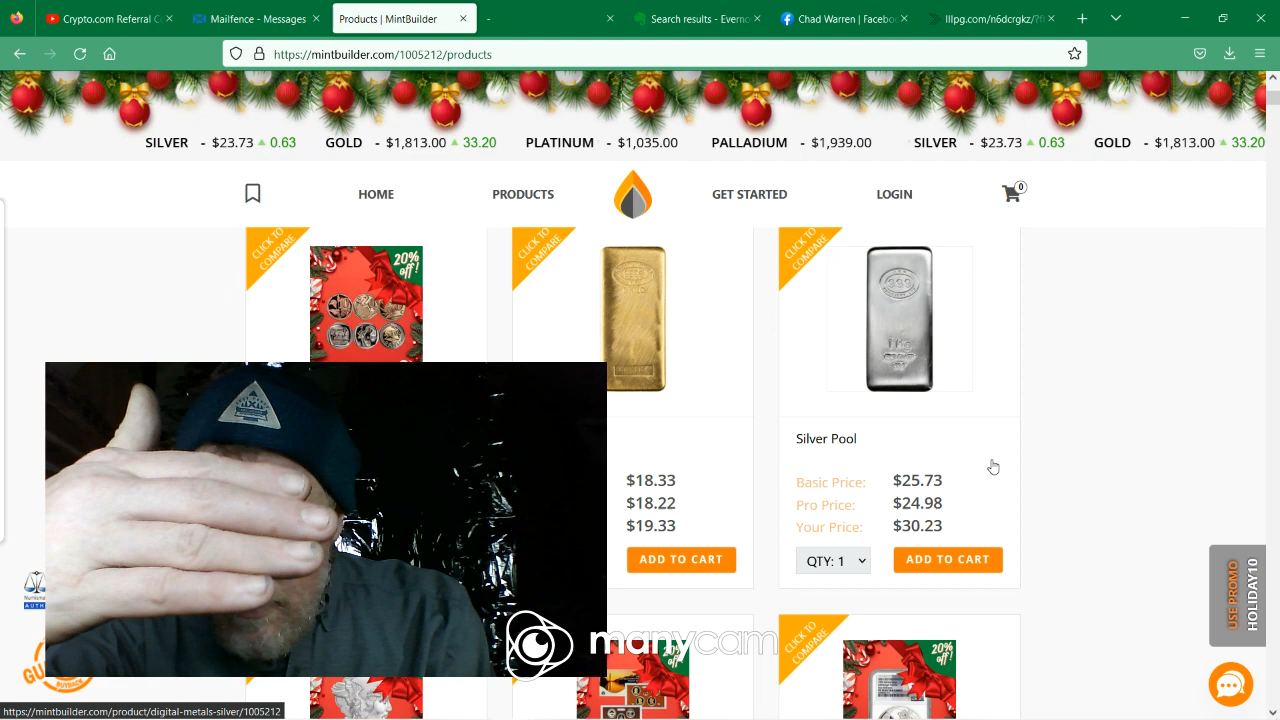 Crypto.com Referral C
Mailfence - Messages
Products | MintBuilder
-
Search results - Everno
Chad Warren | Facebo
lllpg.com/n6dcrgkz/?f
https://mintbuilder.com/1005212/products
SILVER - $23.73 ▲ 0.63 GOLD - $1,813.00 ▲ 33.20 PLATINUM - $1,035.00 PALLADIUM - $1,939.00 SILVER - $23.73 ▲ 0.63 GOLD - $1,813.00 ▲ 33.20
HOME PRODUCTS GET STARTED LOGIN 0
CLICK TO COMPARE
20% off!
CLICK TO COMPARE
CLICK TO COMPARE
999
1 Kg
Silver Pool
$18.33
$18.22
$19.33
ADD TO CART
Basic Price: $25.73
Pro Price: $24.98
Your Price: $30.23
QTY: 1 ADD TO CART
USE PROMO
HOLIDAY10
manycam
CLICK TO COMPARE
20% off!
https://mintbuilder.com/product/digital-metals-silver/1005212